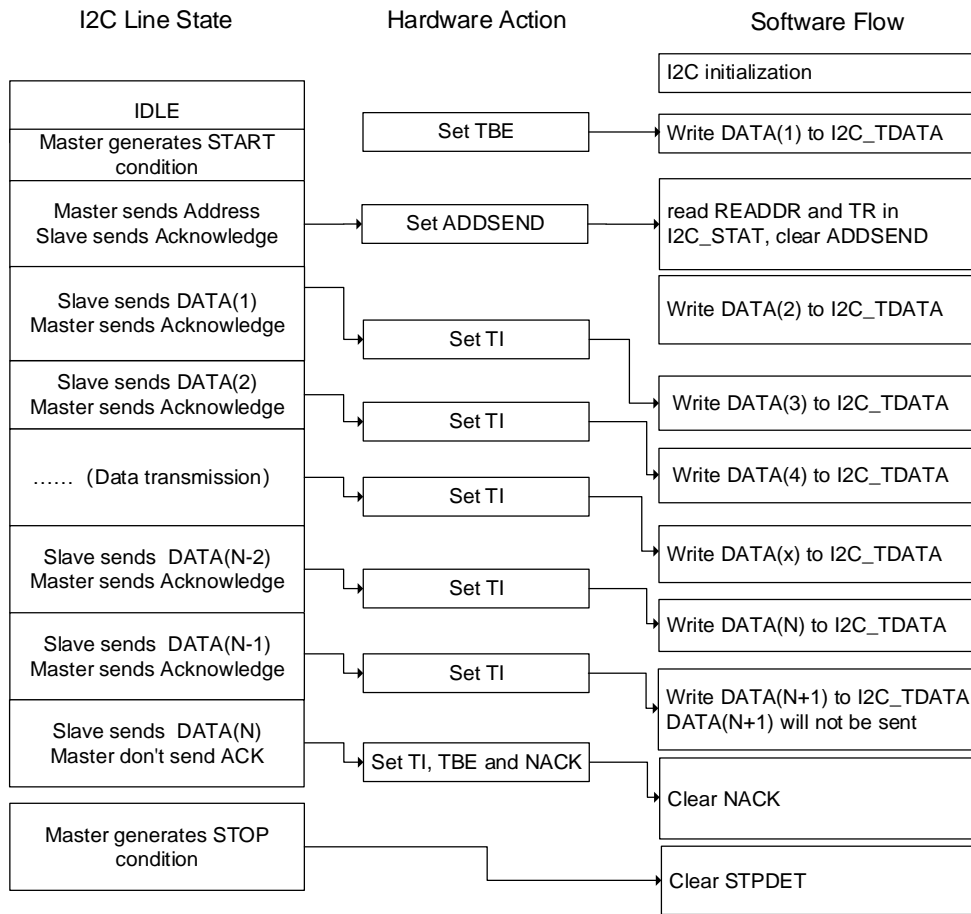 I2C Line State
Hardware Action
Software Flow
I2C initialization
IDLE
Set TBE
Write DATA(1) to I2C_TDATA
Master generates START
condition
Master sends Address
Slave sends Acknowledge
Set ADDSEND
read READDR and TR in
I2C_STAT, clear ADDSEND
Slave sends DATA(1)
Master sends Acknowledge
Write DATA(2) to I2C_TDATA
Set TI
Write DATA(3) to I2C_TDATA
Slave sends DATA(2)
Master sends Acknowledge
Set TI
Write DATA(4) to I2C_TDATA
…… (Data transmission)
Set TI
Write DATA(x) to I2C_TDATA
Slave sends DATA(N-2)
Master sends Acknowledge
Set TI
Write DATA(N) to I2C_TDATA
Slave sends DATA(N-1)
Master sends Acknowledge
Set TI
Write DATA(N+1) to I2C_TDATA
DATA(N+1) will not be sent
Slave sends DATA(N)
Master don't send ACK
Set TI, TBE and NACK
Clear NACK
Master generates STOP
condition
Clear STPDET